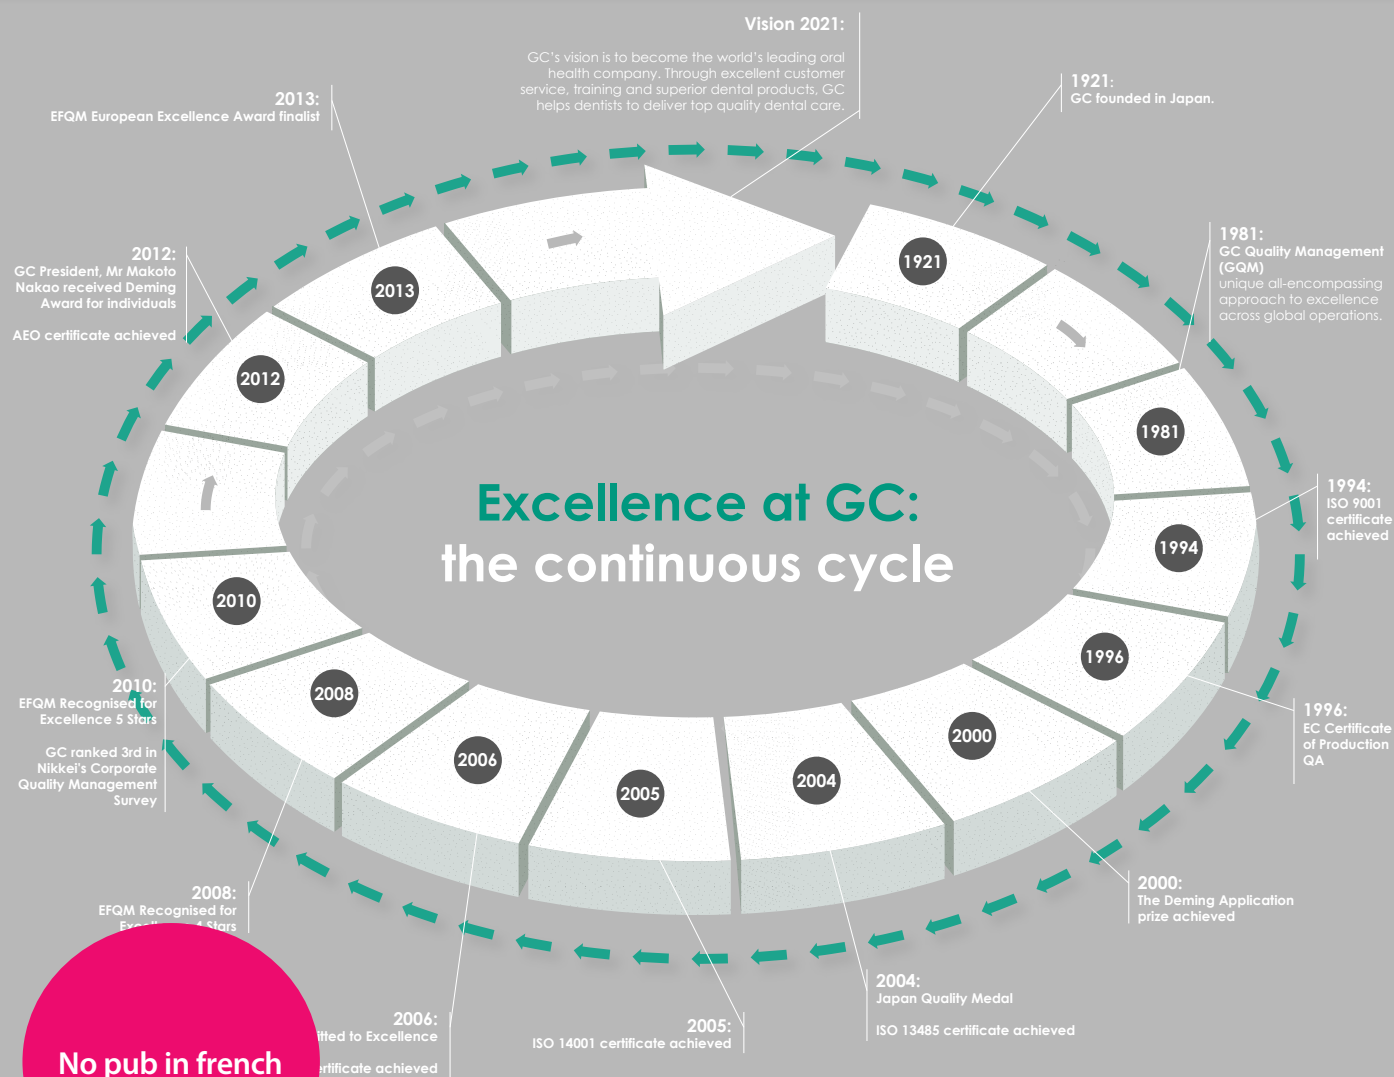 Vision 2021:
GC's vision is to become the world's leading oral
health company. Through excellent customer
service, training and superior dental products, GC
helps dentists to deliver top quality dental care.
1921:
GC founded in Japan.
2013:
EFQM European Excellence Award finalist
1981:
GC Quality Management
(GQM)
unique all-encompassing
approach to excellence
across global operations.
2012:
GC President, Mr Makoto
Nakao received Deming
Award for individuals
AEO certificate achieved
1921
2013
2012
1981
Excellence at GC:
the continuous cycle
1994:
ISO 9001
certificate
achieved
1994
2010
1996
2008
2000
2006
2004
2005
2010:
EFQM Recognised for
Excellence 5 Stars
GC ranked 3rd in
Nikkei's Corporate
Quality Management
Survey
1996:
EC Certificate
of Production
QA
2008:
EFQM Recognised for
4 Stars
2000:
The Deming Application
prize achieved
2004:
Japan Quality Medal
ISO 13485 certificate achieved
2005:
ISO 14001 certificate achieved
2006:
to Excellence
achieved
No pub in french